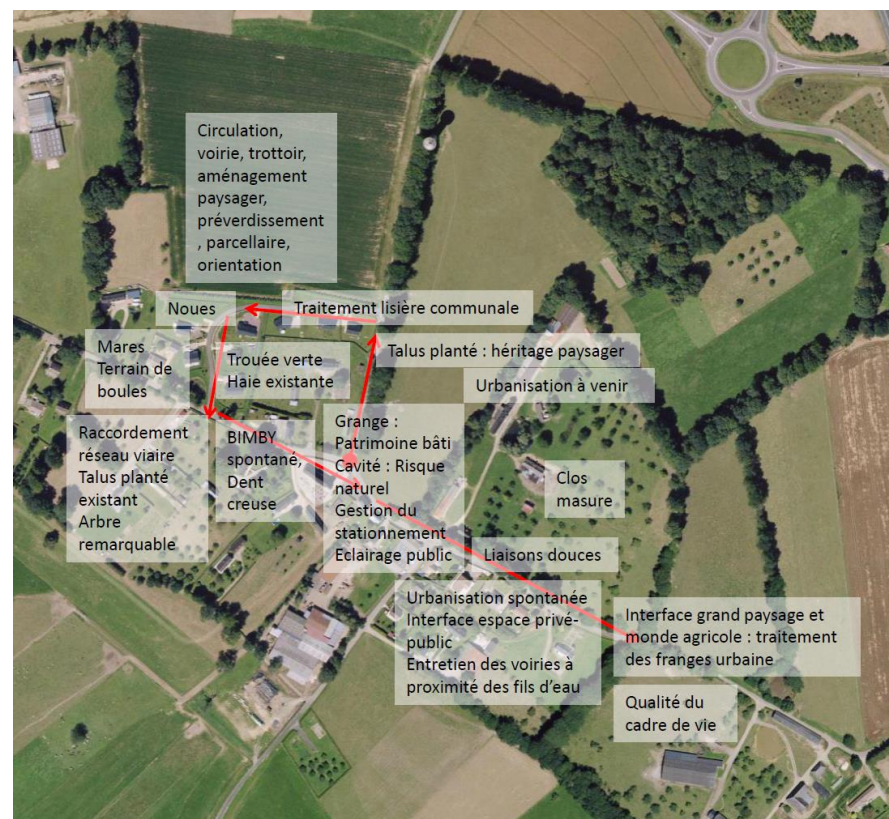 Circulation,
voirie, trottoir,
aménagement
paysager,
préverdissement
, parcellaire,
orientation
Noues
Traitement lisière communale
Mares
Terrain de
boules
Trouée verte
Haie existante
Talus planté : héritage paysager
Urbanisation à venir
Raccordement
réseau viaire
Talus planté
existant
Arbre
remarquable
BIMBY
spontané,
Dent
creuse
Grange :
Patrimoine bâti
Cavité : Risque
naturel
Gestion du
stationnement
Eclairage public
Clos
masure
Liaisons douces
Urbanisation spontanée
Interface espace privé-
public
Entretien des voiries à
proximité des fils d’eau
Interface grand paysage et
monde agricole : traitement
des franges urbaine
Qualité du
cadre de vie